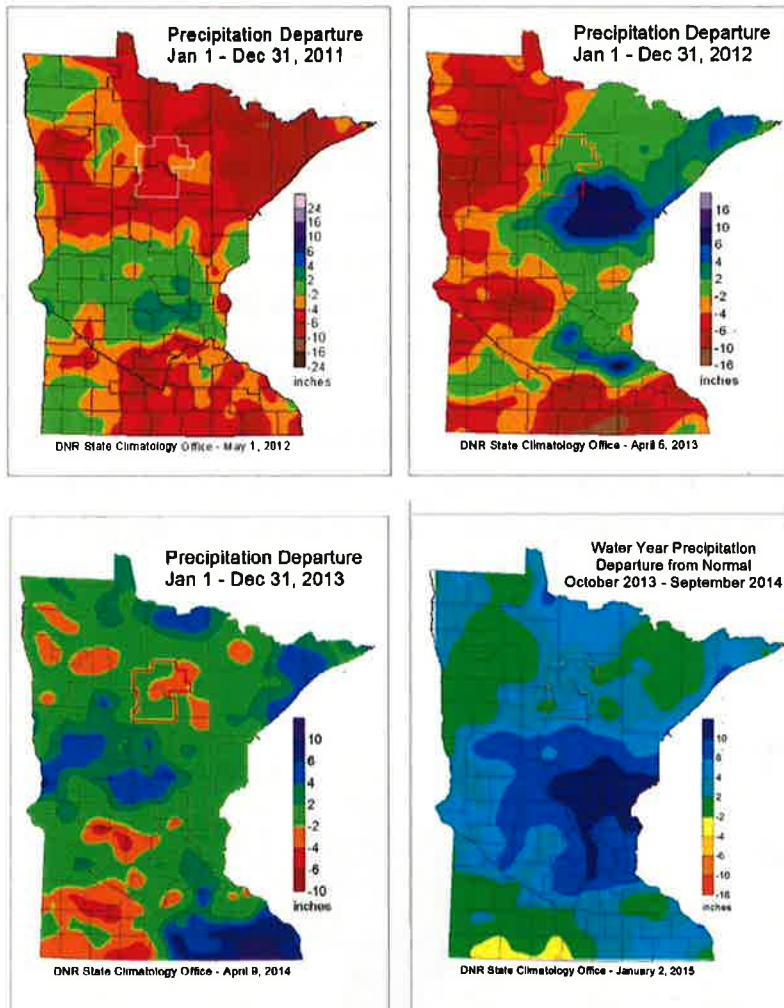 Precipitation Departure
Jan 1 - Dec 31, 2011
24
16
10
6
4
2
-2
-4
-6
-10
-16
-24
inches
DNR State Climatology Office - May 1, 2012
Precipitation Departure
Jan 1 - Dec 31, 2012
16
10
6
4
2
-2
-4
-6
-10
-16
inches
DNR State Climatology Office - April 6, 2013
Precipitation Departure
Jan 1 - Dec 31, 2013
10
6
4
2
-2
-4
-6
-10
inches
DNR State Climatology Office - April 9, 2014
Water Year Precipitation
Departure from Normal
October 2013 - September 2014
10
6
4
2
-2
-4
-6
-10
-16
inches
DNR State Climatology Office - January 2, 2015